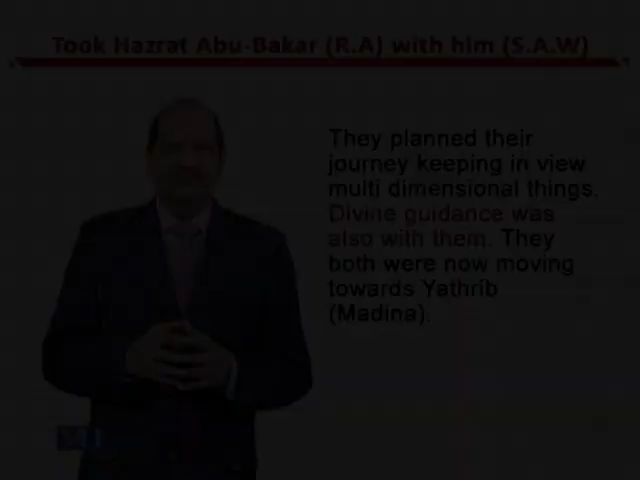 Took Hazrat Abu-Bakar (R.A) with him (S.A.W)
They planned their
journey keeping in view
multi dimensional things.
Divine guidance was
also with them. They
both were now moving
towards Yathrib
(Madina).